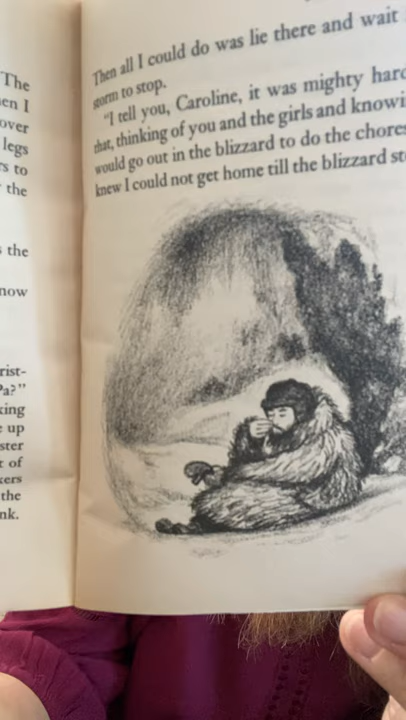 The
en I
over
legs
rs to
the
s the
now
rist-
Pa?"
king
e up
ster
t of
kers
the
nk.
Then all I could do was lie there and wait
storm to stop.
"I tell you, Caroline, it was mighty hard
that, thinking of you and the girls and knowi
would go out in the blizzard to do the chores
knew I could not get home till the blizzard st